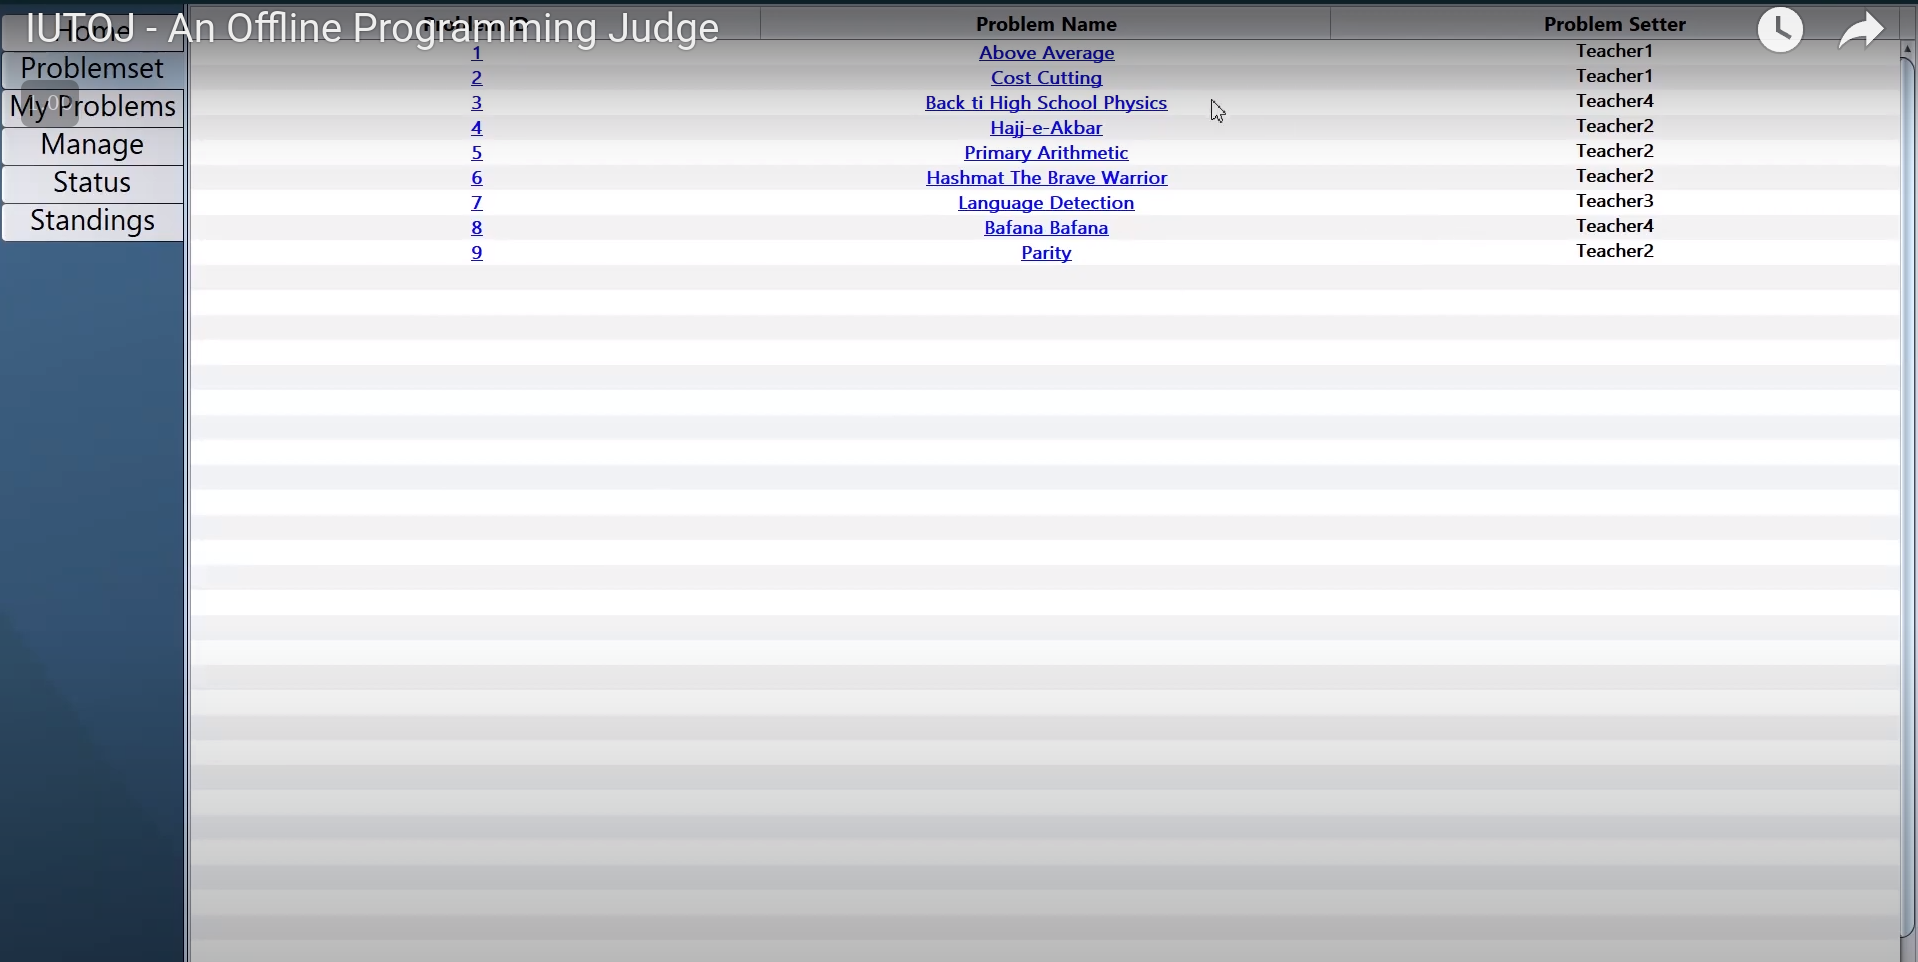 IUTOJ - An Offline Programming Judge
Home
Problemset
My Problems
Manage
Status
Standings
Problem ID Problem Name Problem Setter
1 Above Average Teacher1
2 Cost Cutting Teacher1
3 Back ti High School Physics Teacher4
4 Hajj-e-Akbar Teacher2
5 Primary Arithmetic Teacher2
6 Hashmat The Brave Warrior Teacher2
7 Language Detection Teacher3
8 Bafana Bafana Teacher4
9 Parity Teacher2